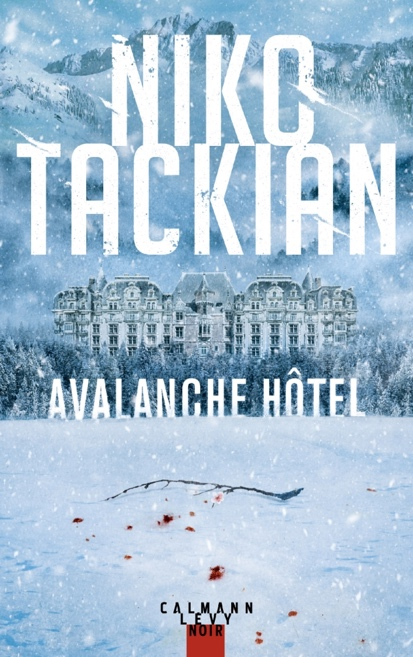 NIKO
TACKIAN
AVALANCHE HÔTEL
CALMANN
LEVY
NOIR